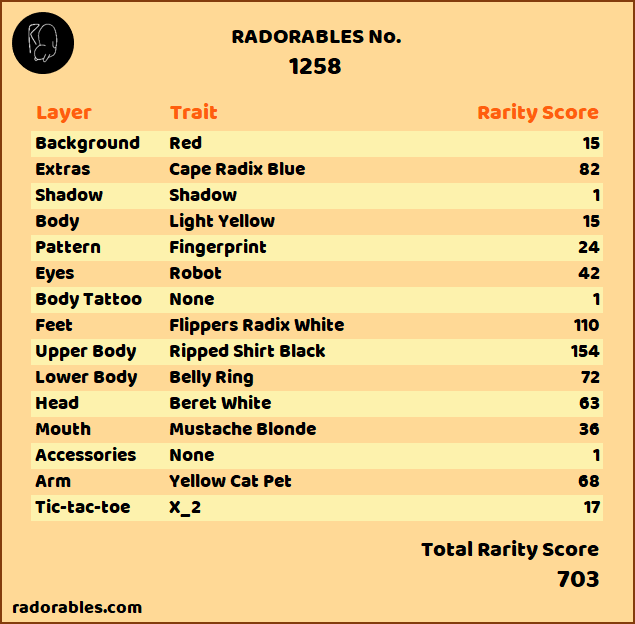 RADORABLES No.
1258
Layer Trait Rarity Score
Background Red 15
Extras Cape Radix Blue 82
Shadow Shadow 1
Body Light Yellow 15
Pattern Fingerprint 24
Eyes Robot 42
Body Tattoo None 1
Feet Flippers Radix White 110
Upper Body Ripped Shirt Black 154
Lower Body Belly Ring 72
Head Beret White 63
Mouth Mustache Blonde 36
Accessories None 1
Arm Yellow Cat Pet 68
Tic-tac-toe X_2 17
Total Rarity Score
703
radorables.com